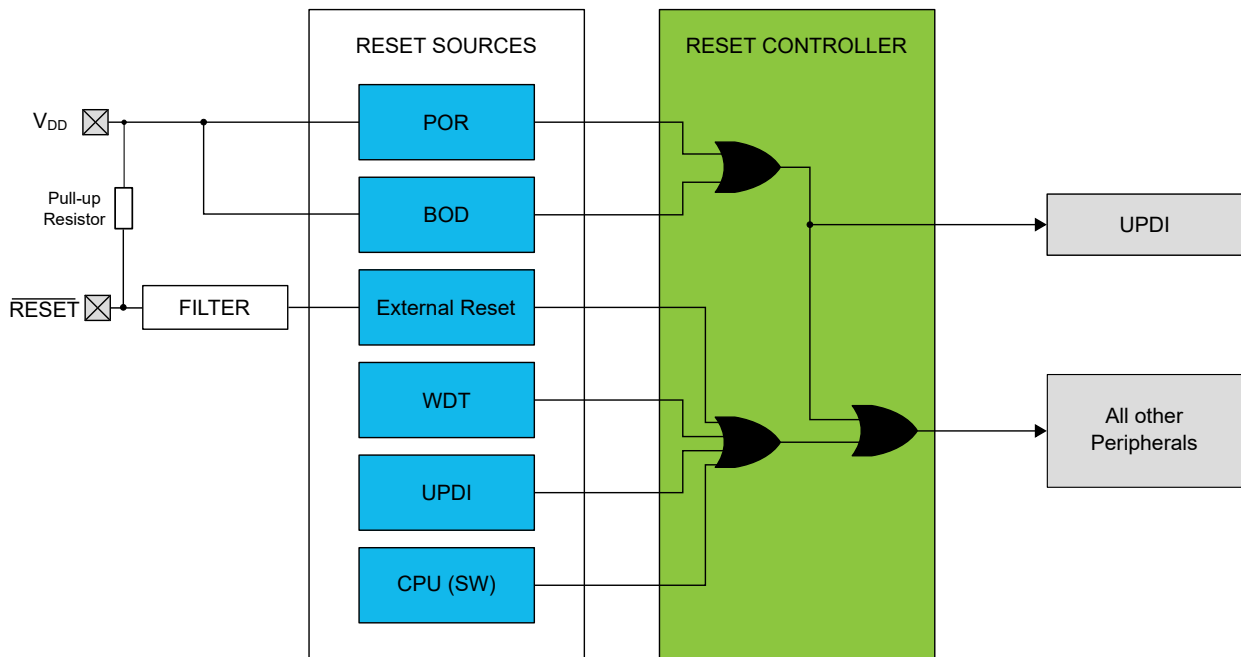 RESET SOURCES
RESET CONTROLLER
VDD
POR
Pull-up
Resistor
BOD
UPDI
RESET
FILTER
External Reset
WDT
All other
Peripherals
UPDI
CPU (SW)